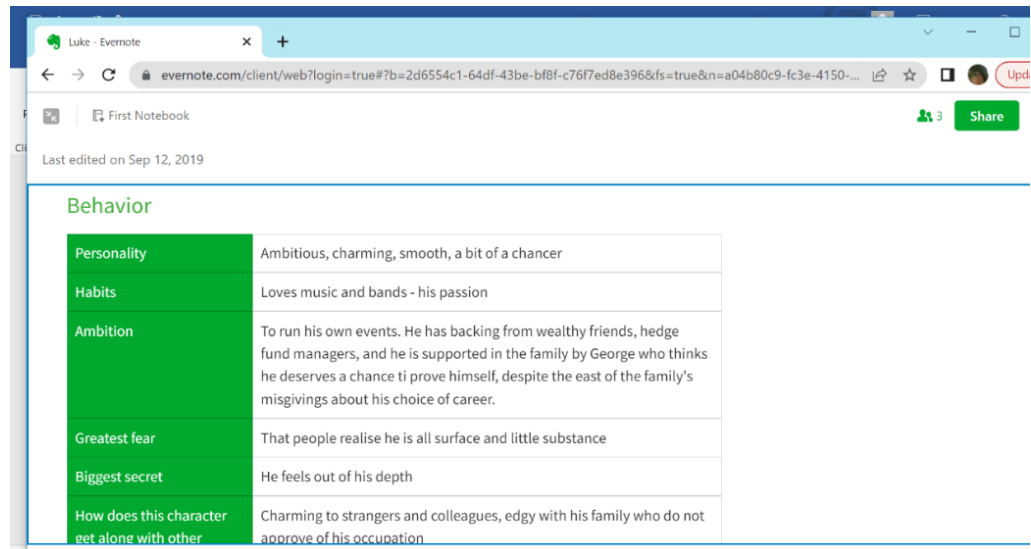 Luke - Evernote
evernote.com/client/web?login=true#?b=2d6554c1-64df-43be-bf8f-c76f7ed8e396&fs=true&n=a04b80c9-fc3e-4150-...
Upda
First Notebook
3
Share
Cli
Last edited on Sep 12, 2019
Behavior
Personality
Ambitious, charming, smooth, a bit of a chancer
Habits
Loves music and bands - his passion
Ambition
To run his own events. He has backing from wealthy friends, hedge
fund managers, and he is supported in the family by George who thinks
he deserves a chance ti prove himself, despite the east of the family's
misgivings about his choice of career.
Greatest fear
That people realise he is all surface and little substance
Biggest secret
He feels out of his depth
How does this character
get along with other
Charming to strangers and colleagues, edgy with his family who do not
approve of his occupation